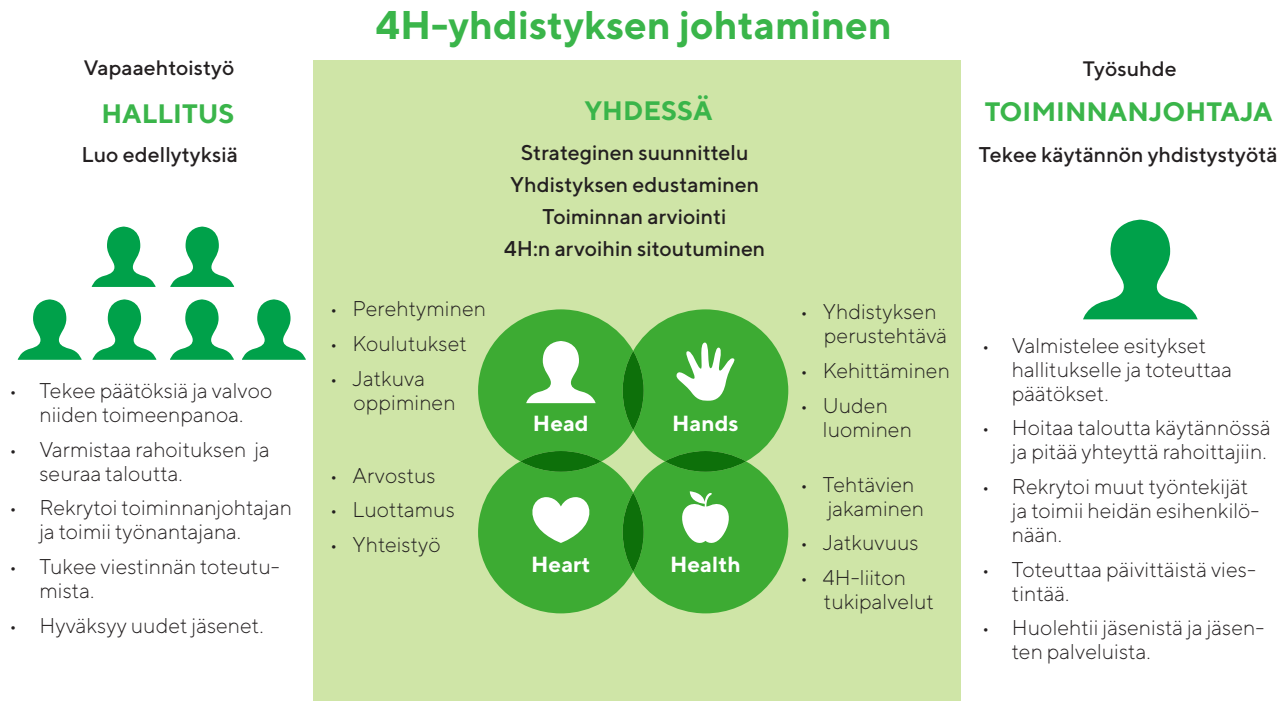 4H-yhdistyksen johtaminen
Vapaaehtoistyö
HALLITUS
Luo edellytyksiä
• Tekee päätöksiä ja valvoo
niiden toimeenpanoa.
• Varmistaa rahoituksen ja
seuraa taloutta.
• Rekrytoi toiminnanjohtajan
ja toimii työnantajana.
• Tukee viestinnän toteutu-
mista.
• Hyväksyy uudet jäsenet.
YHDESSÄ
Strateginen suunnittelu
Yhdistyksen edustaminen
Toiminnan arviointi
4H:n arvoihin sitoutuminen
• Perehtyminen
• Koulutukset
• Jatkuva
oppiminen
Head
Hands
• Yhdistyksen
perustehtävä
• Kehittäminen
• Uuden
luominen
• Arvostus
• Luottamus
• Yhteistyö
Heart
Health
• Tehtävien
jakaminen
• Jatkuvuus
• 4H-liiton
tukipalvelut
Työsuhde
TOIMINNANJOHTAJA
Tekee käytännön yhdistystyötä
• Valmistelee esitykset
hallitukselle ja toteuttaa
päätökset.
• Hoitaa taloutta käytännössä
ja pitää yhteyttä rahoittajiin.
• Rekrytoi muut työntekijät
ja toimii heidän esihenkilö-
nään.
• Toteuttaa päivittäistä vies-
tintää.
• Huolehtii jäsenistä ja jäsen-
ten palveluista.